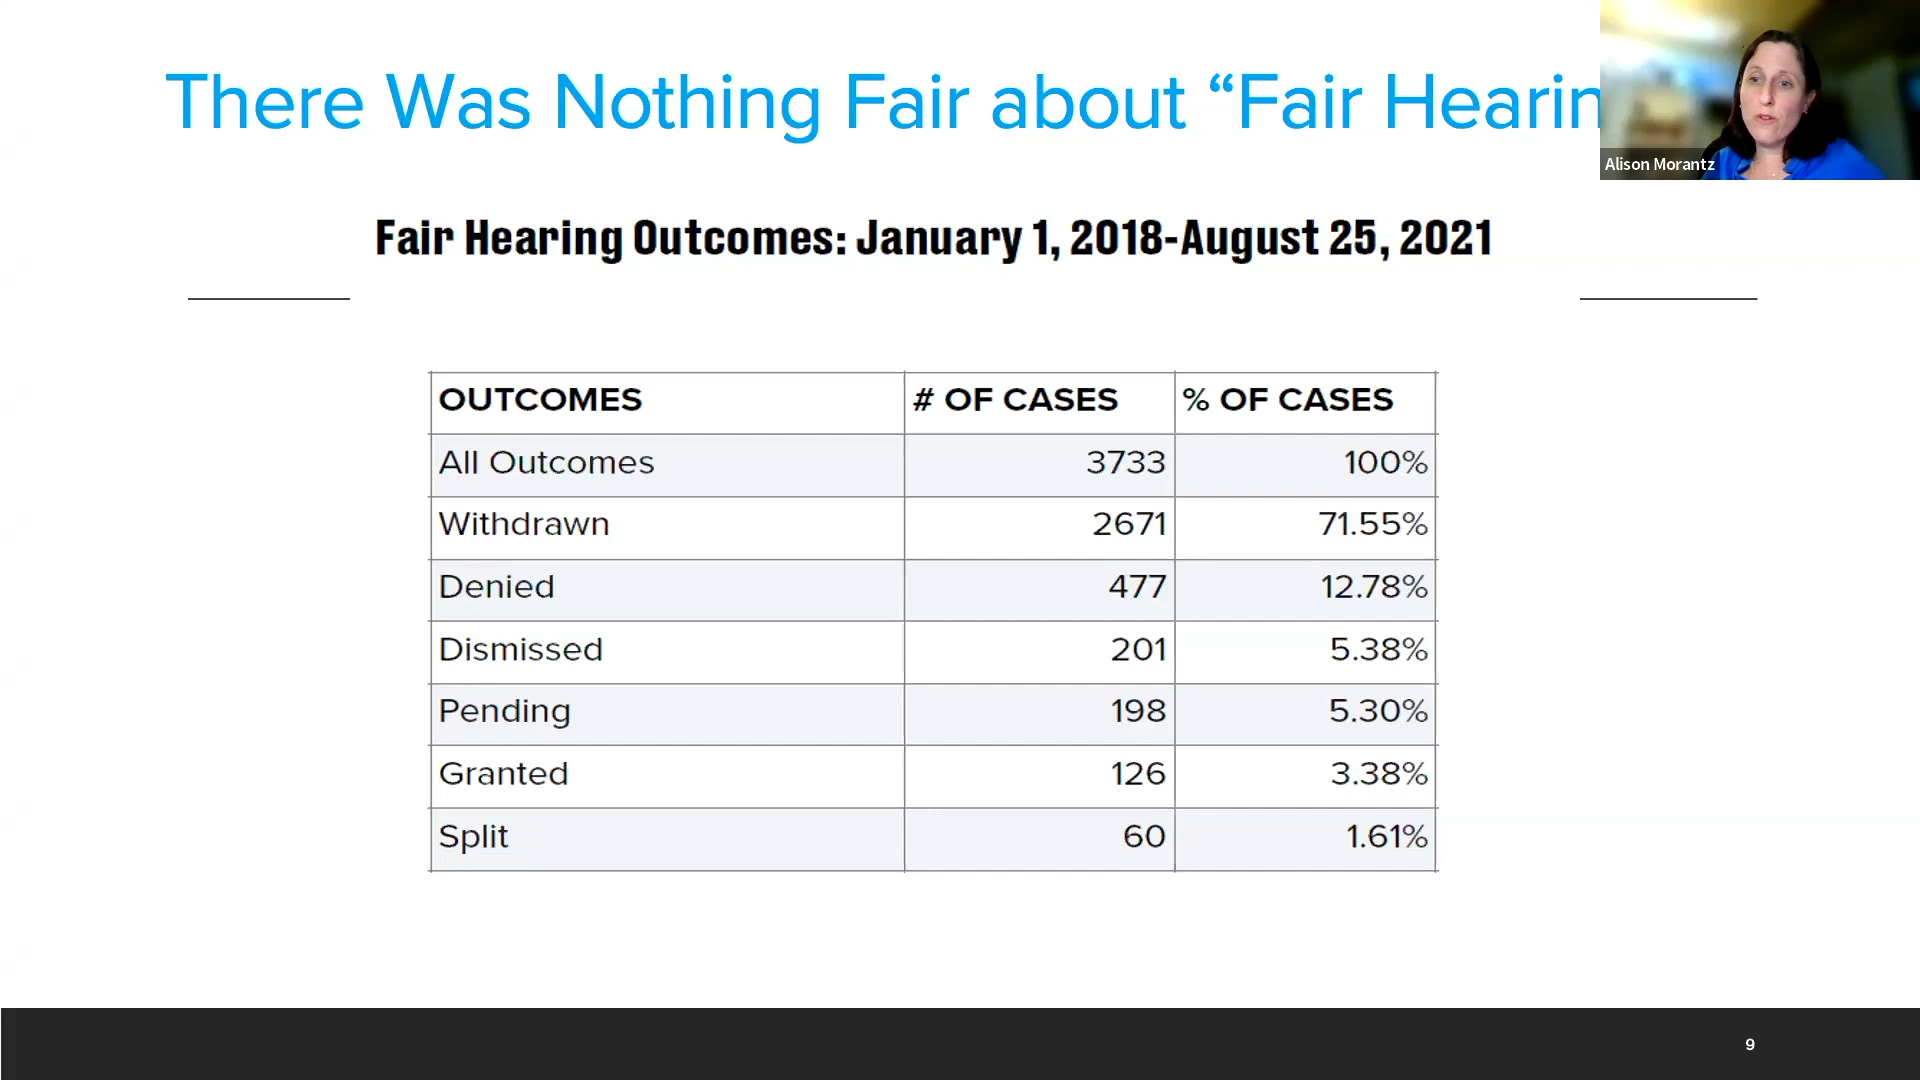 There Was Nothing Fair about “Fair Hearin
Alison Morantz
Fair Hearing Outcomes: January 1, 2018-August 25, 2021
OUTCOMES # OF CASES % OF CASES
All Outcomes 3733 100%
Withdrawn 2671 71.55%
Denied 477 12.78%
Dismissed 201 5.38%
Pending 198 5.30%
Granted 126 3.38%
Split 60 1.61%
9